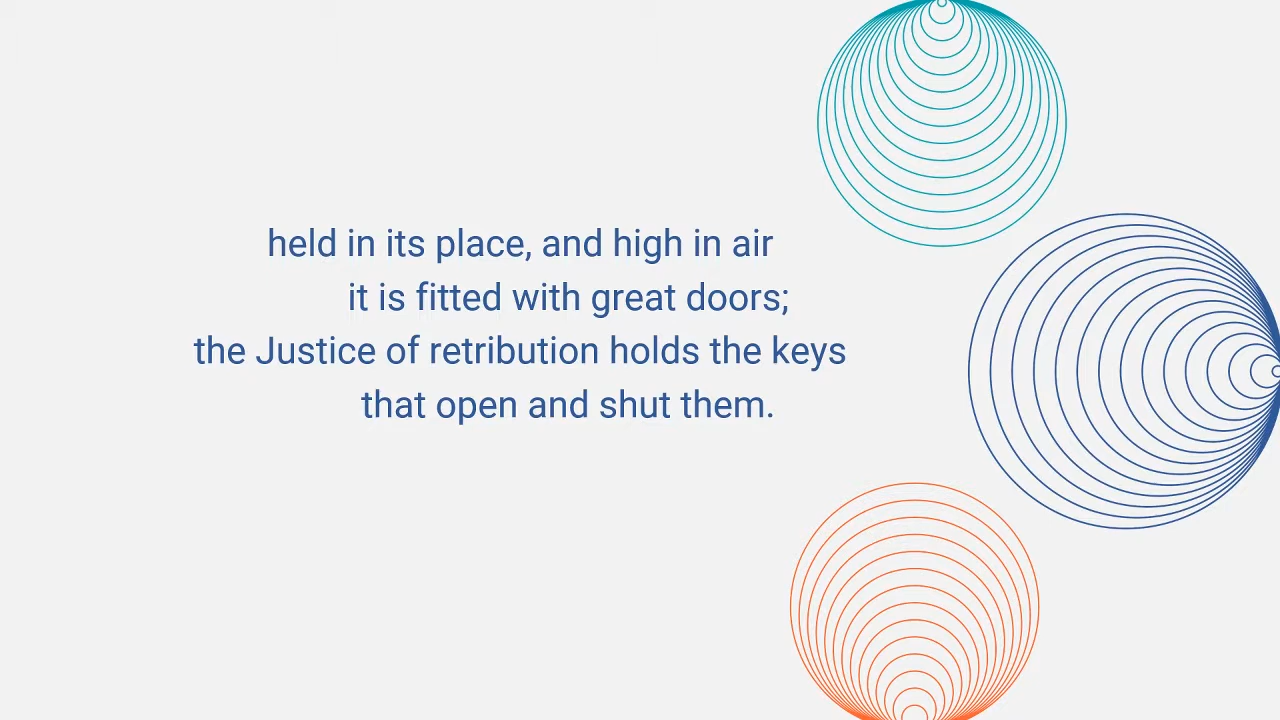 held in its place, and high in air
it is fitted with great doors;
the Justice of retribution holds the keys
that open and shut them.